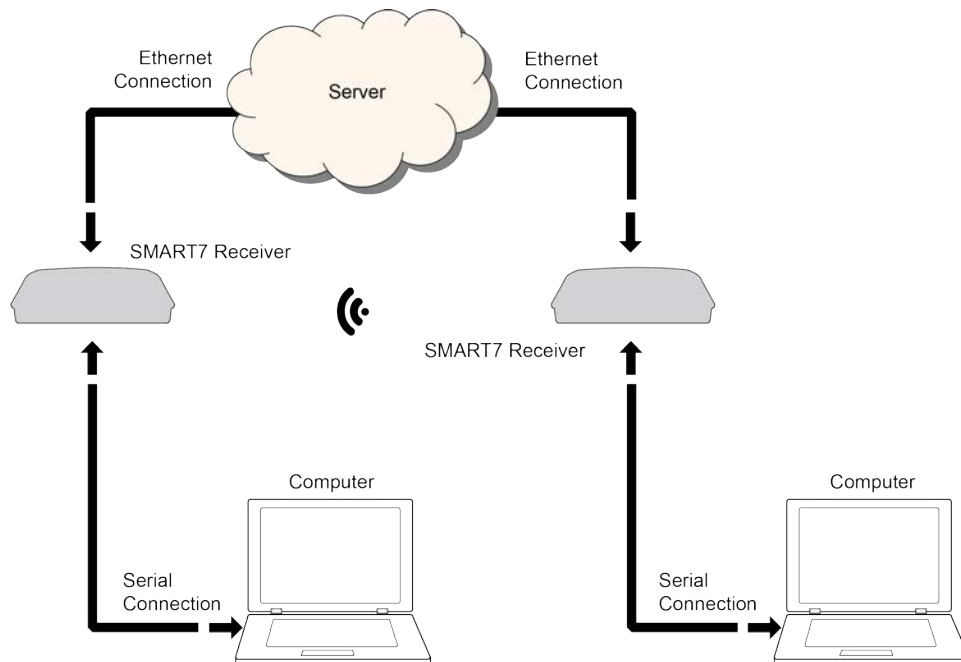 Ethernet
Connection
Server
Ethernet
Connection
SMART7 Receiver
SMART7 Receiver
Computer
Computer
Serial
Connection
Serial
Connection